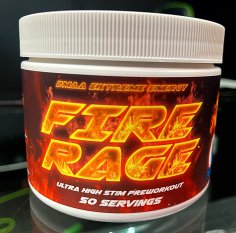 DMAA EXTREME ENERGY
FIRE
RAGE
ULTRA HIGH STIM PREWORKOUT
50 SERVINGS